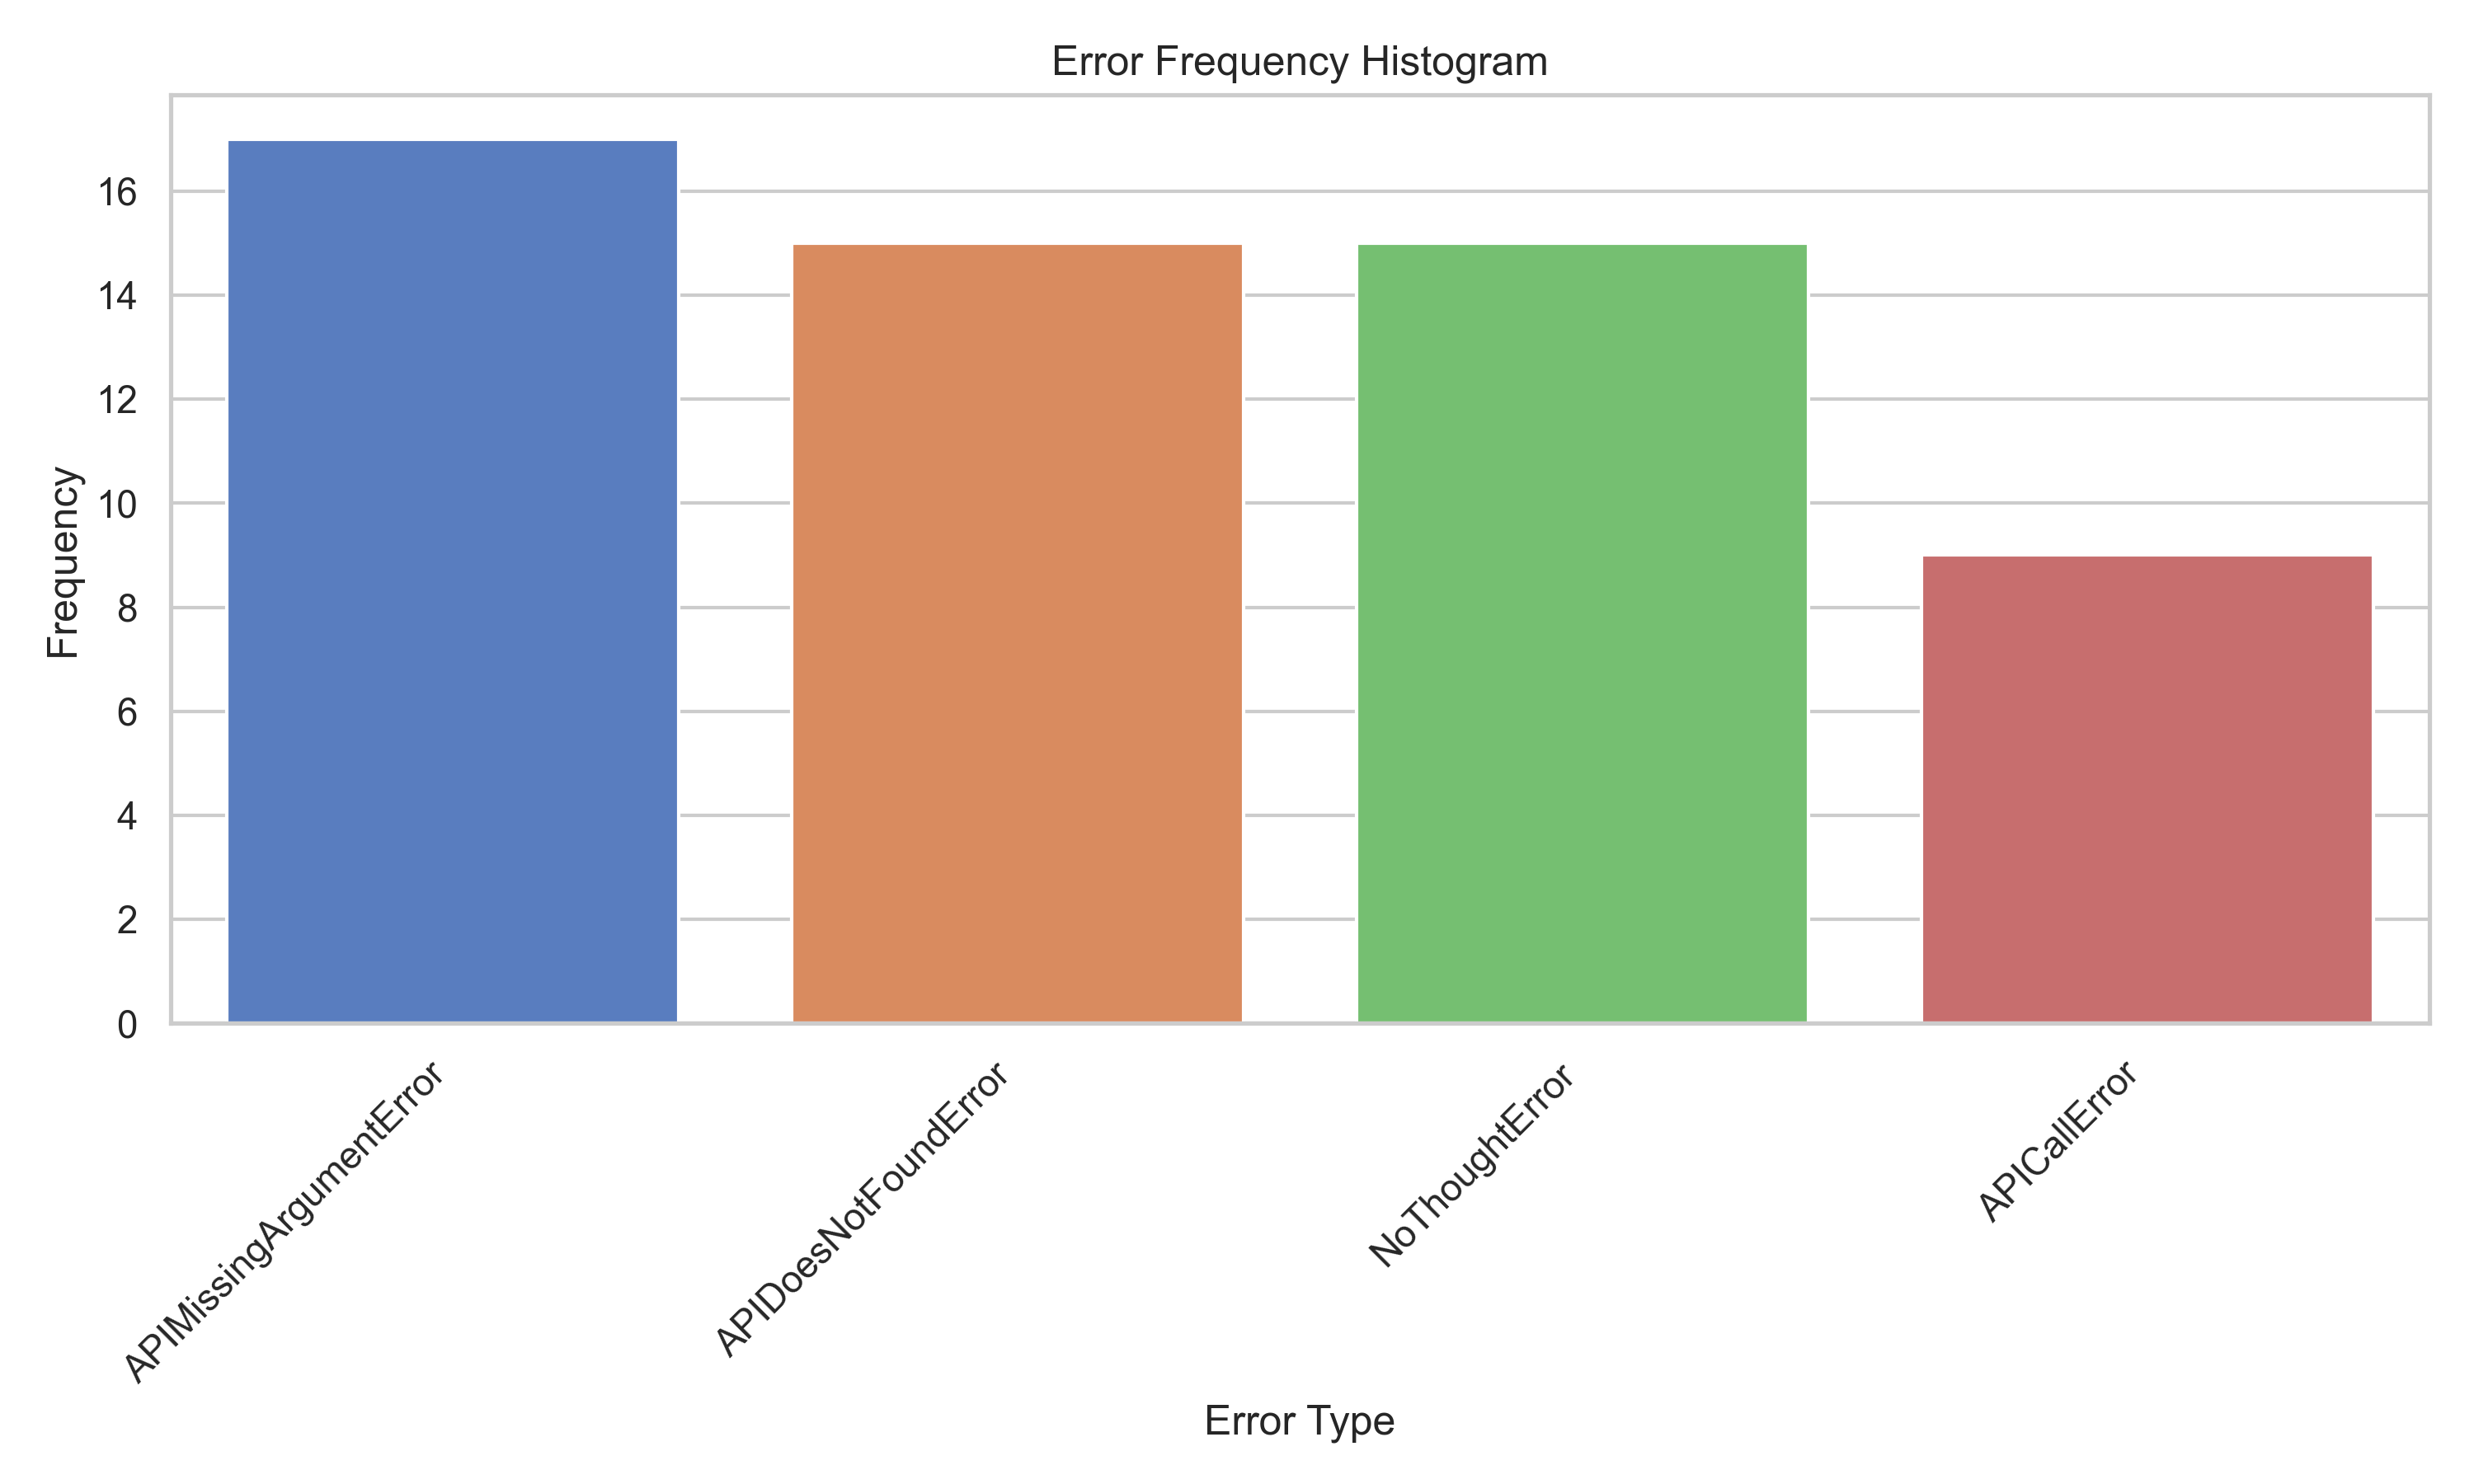 Error Frequency Histogram
Frequency
16
14
12
10
8
6
4
2
0
APIMissingArgumentError
APIDoesNotFoundError
NoThoughtError
APICallError
Error Type